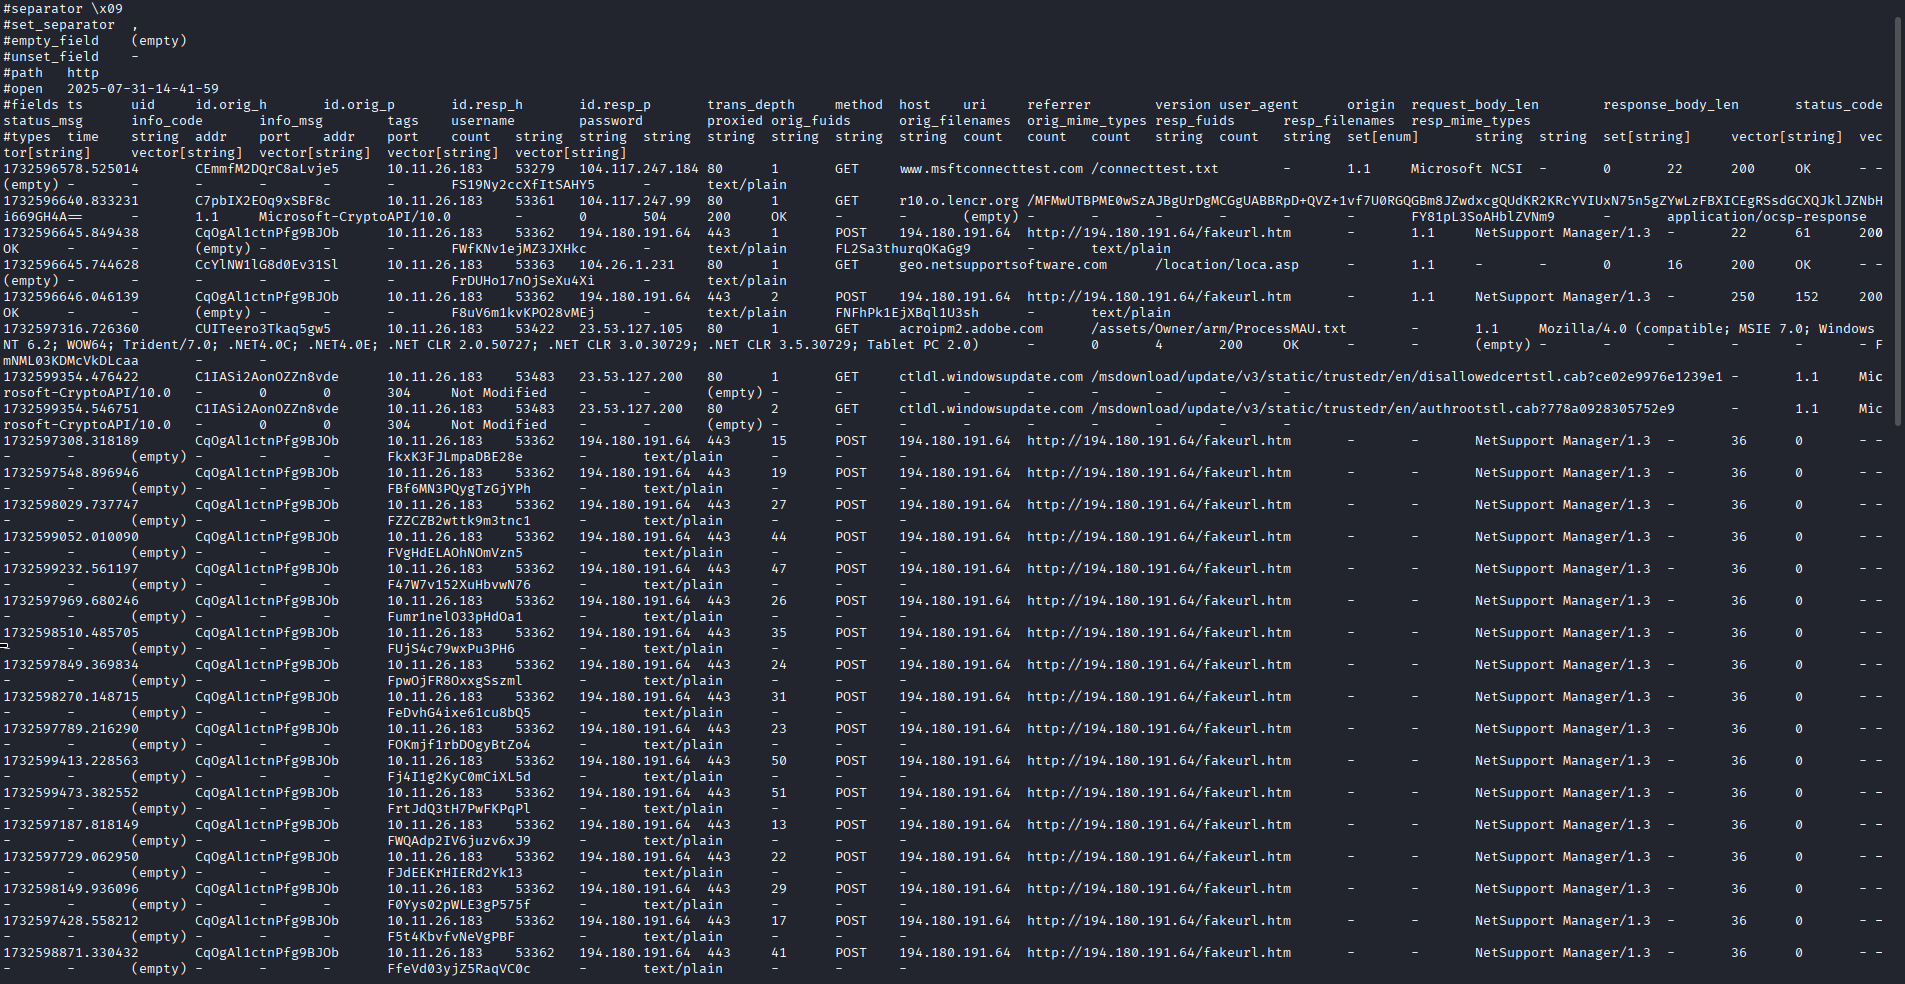 #separator \x09
#set_separator  ,
#empty_field    (empty)
#unset_field    -
#path   http
#open   2025-07-31-14-41-59
#fields ts      uid     id.orig_h       id.orig_p       id.resp_h       id.resp_p       trans_depth     method  host    uri     referrer        version user_agent      origin  request_body_len        response_body_len       status_code
status_msg      info_code       info_msg        tags    username        password        proxied orig_fuids      orig_filenames  orig_mime_types resp_fuids      resp_filenames  resp_mime_types
#types  time    string  addr    port    addr    port    count   string  string  string  string  string  string  string  count   count   count   string  count   string  set[enum]       string  string  set[string]     vector[string]  vec
tor[string]     vector[string]  vector[string]  vector[string]  vector[string]
1732596578.525014       CEmmfM2DQrC8aLvje5      10.11.26.183    53279   104.117.247.184 80      1       GET     www.msftconnecttest.com /connecttest.txt        -       1.1     Microsoft NCSI  -       0       22      200     OK      -       -
(empty) -       -       -       -       -       FS19Ny2ccXfItSAHY5      -       text/plain
1732596640.833231       C7pbIX2EOq9xSBF8c       10.11.26.183    53361   104.117.247.99  80      1       GET     r10.o.lencr.org /MFMwUTBPME0wSzAJBgUrDgMCGgUABBRpD+QVZ+1vf7U0RGQGBm8JZwdxcgQUdKR2KRcYVIUxN75n5gZYwLzFBXICEgRSsdGCXQJklJZNbH
i669GH4A==      -       1.1     Microsoft-CryptoAPI/10.0        -       0       504     200     OK      -       -       (empty) -       -       -       -       -       -       FY81pL3SoAHblZVNm9      -       application/ocsp-response
1732596645.849438       CqOgAl1ctnPfg9BJOb      10.11.26.183    53362   194.180.191.64  443     1       POST    194.180.191.64  http://194.180.191.64/fakeurl.htm       -       1.1     NetSupport Manager/1.3  -       22      61      200
OK      -       -       (empty) -       -       -       FWfKNv1ejMZ3JXHkc       -       text/plain      FL2Sa3thurqOKaGg9       -       text/plain
1732596645.744628       CcYlNW1lG8d0Ev31Sl      10.11.26.183    53363   104.26.1.231    80      1       GET     geo.netsupportsoftware.com      /location/loca.asp      -       1.1     -       -       0       16      200     OK      - -
(empty) -       -       -       -       -       FrDUHo17nOjSeXu4Xi      -       text/plain
1732596646.046139       CqOgAl1ctnPfg9BJOb      10.11.26.183    53362   194.180.191.64  443     2       POST    194.180.191.64  http://194.180.191.64/fakeurl.htm       -       1.1     NetSupport Manager/1.3  -       250     152     200
OK      -       -       (empty) -       -       -       F8uV6m1kvKPO28vMEj      -       text/plain      FNFhPk1EjXBql1U3sh      -       text/plain
1732597316.726360       CUITeero3Tkaq5gw5       10.11.26.183    53422   23.53.127.105   80      1       GET     acroipm2.adobe.com      /assets/Owner/arm/ProcessMAU.txt        -       1.1     Mozilla/4.0 (compatible; MSIE 7.0; Windows
NT 6.2; WOW64; Trident/7.0; .NET4.0C; .NET4.0E; .NET CLR 2.0.50727; .NET CLR 3.0.30729; .NET CLR 3.5.30729; Tablet PC 2.0)      -       0       4       200     OK      -       -       (empty) -       -       -       -       -       - F
mNML03KDMcVkDLcaa       -       -
1732599354.476422       C1IASi2AonOZZn8vde      10.11.26.183    53483   23.53.127.200   80      1       GET     ctldl.windowsupdate.com /msdownload/update/v3/static/trustedr/en/disallowedcertstl.cab?ce02e9976e1239e1 -       1.1     Mic
rosoft-CryptoAPI/10.0   -       0       0       304     Not Modified    -       -       (empty) -       -       -       -       -       -       -       -       -
1732599354.546751       C1IASi2AonOZZn8vde      10.11.26.183    53483   23.53.127.200   80      2       GET     ctldl.windowsupdate.com /msdownload/update/v3/static/trustedr/en/authrootstl.cab?778a0928305752e9       -       1.1     Mic
rosoft-CryptoAPI/10.0   -       0       0       304     Not Modified    -       -       (empty) -       -       -       -       -       -       -       -       -
1732597308.318189       CqOgAl1ctnPfg9BJOb      10.11.26.183    53362   194.180.191.64  443     15      POST    194.180.191.64  http://194.180.191.64/fakeurl.htm       -       -       NetSupport Manager/1.3  -       36      0       - -
-       -       (empty) -       -       -       FkxK3FJLmpaDBE28e       -       text/plain      -       -       -
1732597548.896946       CqOgAl1ctnPfg9BJOb      10.11.26.183    53362   194.180.191.64  443     19      POST    194.180.191.64  http://194.180.191.64/fakeurl.htm       -       -       NetSupport Manager/1.3  -       36      0       - -
-       -       (empty) -       -       -       FBf6MN3PQygTzGjYPh      -       text/plain      -       -       -
1732598029.737747       CqOgAl1ctnPfg9BJOb      10.11.26.183    53362   194.180.191.64  443     27      POST    194.180.191.64  http://194.180.191.64/fakeurl.htm       -       -       NetSupport Manager/1.3  -       36      0       - -
-       -       (empty) -       -       -       FZZCZB2wttk9m3tnc1      -       text/plain      -       -       -
1732599052.010090       CqOgAl1ctnPfg9BJOb      10.11.26.183    53362   194.180.191.64  443     44      POST    194.180.191.64  http://194.180.191.64/fakeurl.htm       -       -       NetSupport Manager/1.3  -       36      0       - -
-       -       (empty) -       -       -       FVgHdELAOhNOmVzn5       -       text/plain      -       -       -
1732599232.561197       CqOgAl1ctnPfg9BJOb      10.11.26.183    53362   194.180.191.64  443     47      POST    194.180.191.64  http://194.180.191.64/fakeurl.htm       -       -       NetSupport Manager/1.3  -       36      0       - -
-       -       (empty) -       -       -       F47W7v152XuHbvwN76      -       text/plain      -       -       -
1732597969.680246       CqOgAl1ctnPfg9BJOb      10.11.26.183    53362   194.180.191.64  443     26      POST    194.180.191.64  http://194.180.191.64/fakeurl.htm       -       -       NetSupport Manager/1.3  -       36      0       - -
-       -       (empty) -       -       -       Fumr1nelO33pHdOa1       -       text/plain      -       -       -
1732598510.485705       CqOgAl1ctnPfg9BJOb      10.11.26.183    53362   194.180.191.64  443     35      POST    194.180.191.64  http://194.180.191.64/fakeurl.htm       -       -       NetSupport Manager/1.3  -       36      0       - -
-       -       (empty) -       -       -       FUjS4c79wxPu3PH6        -       text/plain      -       -       -
1732597849.369834       CqOgAl1ctnPfg9BJOb      10.11.26.183    53362   194.180.191.64  443     24      POST    194.180.191.64  http://194.180.191.64/fakeurl.htm       -       -       NetSupport Manager/1.3  -       36      0       - -
-       -       (empty) -       -       -       FpwOjFR8OxxgSszml       -       text/plain      -       -       -
1732598270.148715       CqOgAl1ctnPfg9BJOb      10.11.26.183    53362   194.180.191.64  443     31      POST    194.180.191.64  http://194.180.191.64/fakeurl.htm       -       -       NetSupport Manager/1.3  -       36      0       - -
-       -       (empty) -       -       -       FeDvhG4ixe61cu8bQ5      -       text/plain      -       -       -
1732597789.216290       CqOgAl1ctnPfg9BJOb      10.11.26.183    53362   194.180.191.64  443     23      POST    194.180.191.64  http://194.180.191.64/fakeurl.htm       -       -       NetSupport Manager/1.3  -       36      0       - -
-       -       (empty) -       -       -       FOKmjf1rbDOgyBtZo4      -       text/plain      -       -       -
1732599413.228563       CqOgAl1ctnPfg9BJOb      10.11.26.183    53362   194.180.191.64  443     50      POST    194.180.191.64  http://194.180.191.64/fakeurl.htm       -       -       NetSupport Manager/1.3  -       36      0       - -
-       -       (empty) -       -       -       Fj4I1g2KyC0mCiXL5d      -       text/plain      -       -       -
1732599473.382552       CqOgAl1ctnPfg9BJOb      10.11.26.183    53362   194.180.191.64  443     51      POST    194.180.191.64  http://194.180.191.64/fakeurl.htm       -       -       NetSupport Manager/1.3  -       36      0       - -
-       -       (empty) -       -       -       FrtJdQ3tH7PwFKPqPl      -       text/plain      -       -       -
1732597187.818149       CqOgAl1ctnPfg9BJOb      10.11.26.183    53362   194.180.191.64  443     13      POST    194.180.191.64  http://194.180.191.64/fakeurl.htm       -       -       NetSupport Manager/1.3  -       36      0       - -
-       -       (empty) -       -       -       FWQAdp2IV6juzv6xJ9      -       text/plain      -       -       -
1732597729.062950       CqOgAl1ctnPfg9BJOb      10.11.26.183    53362   194.180.191.64  443     22      POST    194.180.191.64  http://194.180.191.64/fakeurl.htm       -       -       NetSupport Manager/1.3  -       36      0       - -
-       -       (empty) -       -       -       FJdEEKrHIERd2Yk13       -       text/plain      -       -       -
1732598149.936096       CqOgAl1ctnPfg9BJOb      10.11.26.183    53362   194.180.191.64  443     29      POST    194.180.191.64  http://194.180.191.64/fakeurl.htm       -       -       NetSupport Manager/1.3  -       36      0       - -
-       -       (empty) -       -       -       F0Yys02pWLE3gP575f      -       text/plain      -       -       -
1732597428.558212       CqOgAl1ctnPfg9BJOb      10.11.26.183    53362   194.180.191.64  443     17      POST    194.180.191.64  http://194.180.191.64/fakeurl.htm       -       -       NetSupport Manager/1.3  -       36      0       - -
-       -       (empty) -       -       -       F5t4KbvfvNeVgPBF        -       text/plain      -       -       -
1732598871.330432       CqOgAl1ctnPfg9BJOb      10.11.26.183    53362   194.180.191.64  443     41      POST    194.180.191.64  http://194.180.191.64/fakeurl.htm       -       -       NetSupport Manager/1.3  -       36      0       - -
-       -       (empty) -       -       -       FfeVd03yjZ5RaqVC0c      -       text/plain      -       -       -